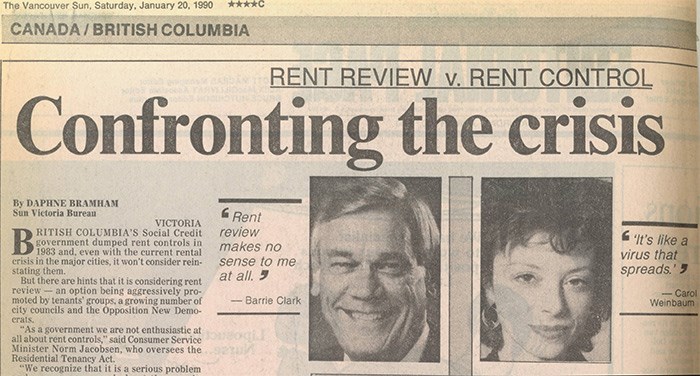 The Vancouver Sun, Saturday, January 20, 1990 ★★★★C
CANADA / BRITISH COLUMBIA
RENT REVIEW v. RENT CONTROL
Confronting the crisis
By DAPHNE BRAMHAM
Sun Victoria Bureau
VICTORIA
BRITISH COLUMBIA'S Social Credit
government dumped rent controls in
1983 and, even with the current rental
crisis in the major cities, it won't consider rein-
stating them.
But there are hints that it is considering rent
review — an option being aggressively pro-
moted by tenants' groups, a growing number of
city councils and the Opposition New Demo-
crats.
"As a government we are not enthusiastic at
all about rent controls," said Consumer Service
Minister Norm Jacobsen, who oversees the
Residential Tenancy Act.
"We recognize that it is a serious problem
‘ Rent
review
makes no
sense to me
at all. ’
— Barrie Clark
‘ 'It's like a
virus that
spreads.' ’
— Carol
Weinbaum